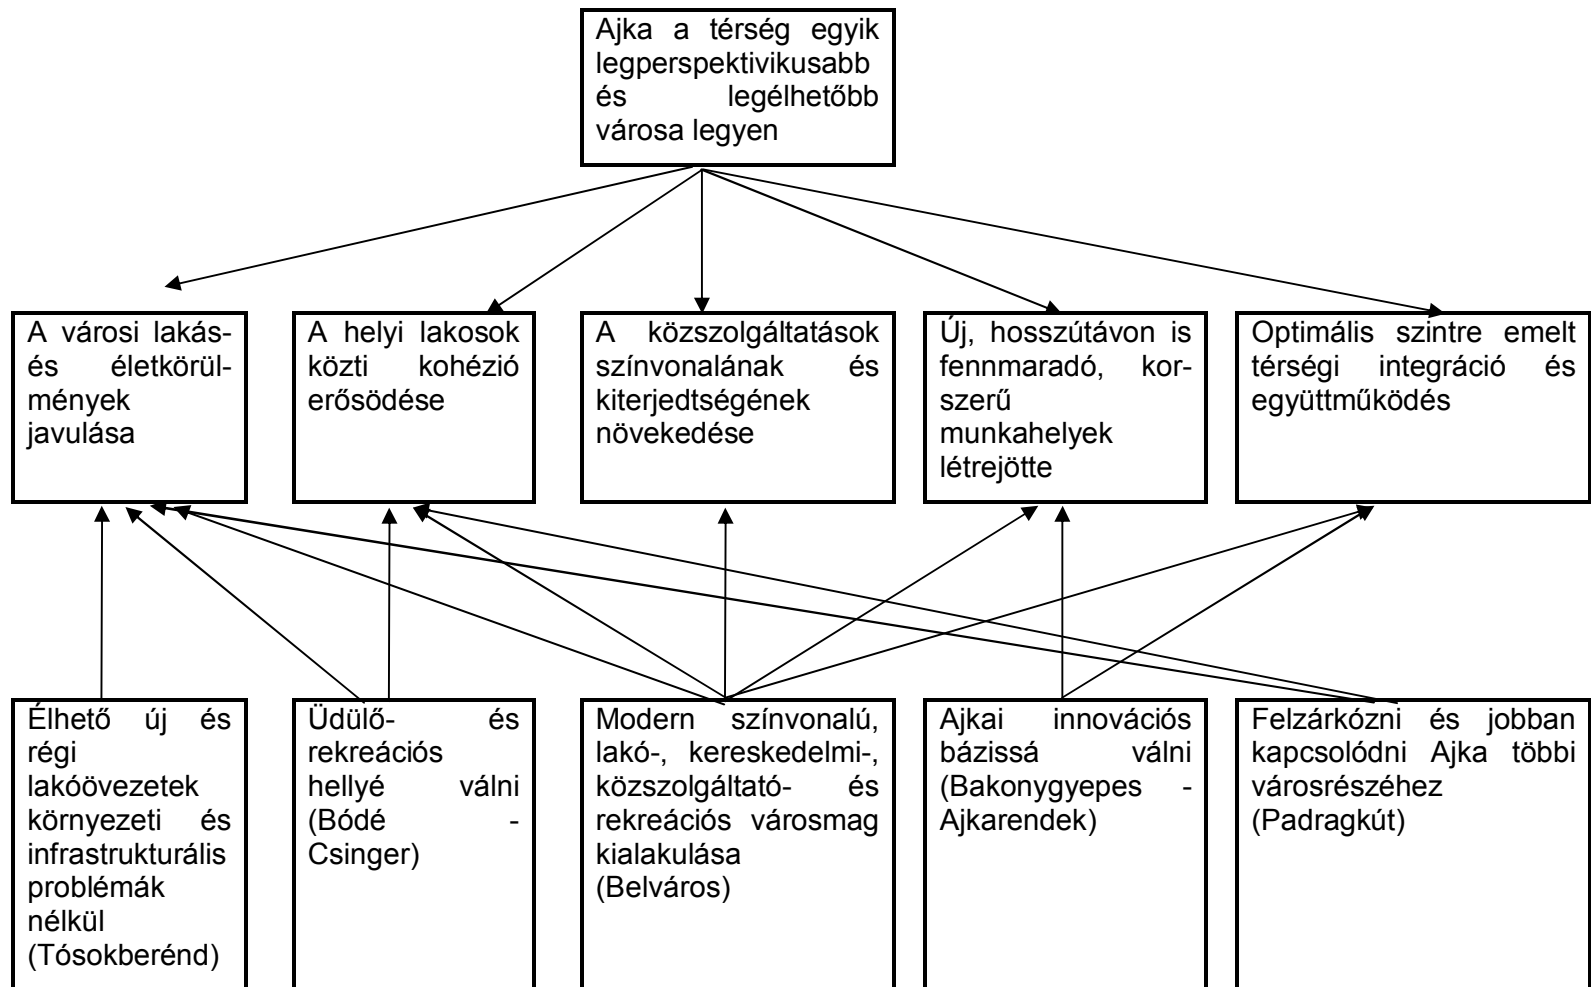 Ajka a térség egyik
legperspektivikusabb
és legélhetőbb
városa legyen
A városi lakás-
és életkörül-
mények
javulása
A helyi lakosok
közti kohézió
erősödése
A közszolgáltatások
színvonalának és
kiterjedtségének
növekedése
Új, hosszútávon is
fennmaradó, kor-
szerű
munkahelyek
létrejötte
Optimális szintre emelt
térségi integráció és
együttműködés
Élhető új és
régi
lakóövezetek
környezeti és
infrastrukturális
problémák
nélkül
(Tósokberénd)
Üdülő- és
rekreációs
hellyé válni
(Bódé -
Csinger)
Modern színvonalú,
lakó-, kereskedelmi-,
közszolgáltató- és
rekreációs városmag
kialakulása
(Belváros)
Ajkai innovációs
bázissá válni
(Bakonygyepes -
Ajkarendek)
Felzárkózni és jobban
kapcsolódni Ajka többi
városrészéhez
(Padragkút)